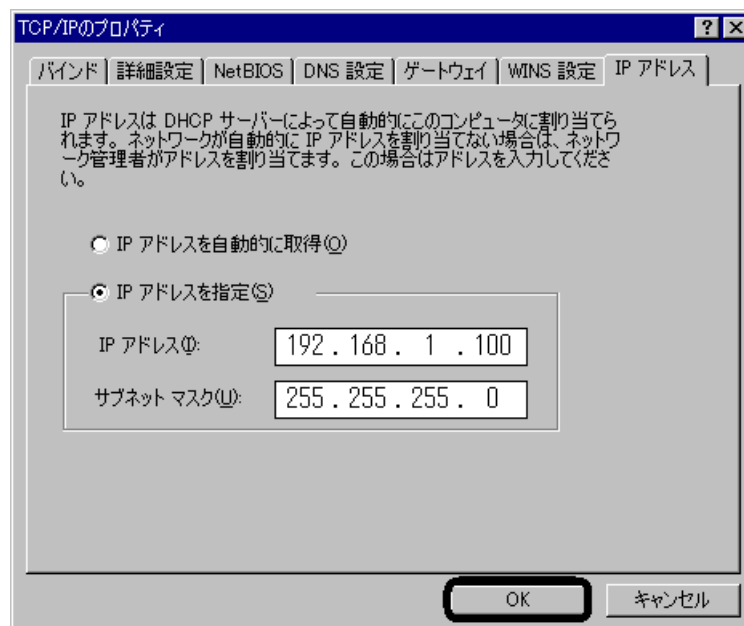 TCP/IPのプロパティ
バインド 詳細設定 NetBIOS DNS 設定 ゲートウェイ WINS 設定 IP アドレス
IP アドレスは DHCP サーバーによって自動的にこのコンピュータに割り当てら
れます。ネットワークが自動的に IP アドレスを割り当てない場合は、ネットワ
ーク管理者がアドレスを割り当てます。この場合はアドレスを入力してくださ
い。
IP アドレスを自動的に取得(O)
IP アドレスを指定(S)
IP アドレス(I): 192 . 168 . 1 . 100
サブネット マスク(U): 255 . 255 . 255 . 0
OK キャンセル